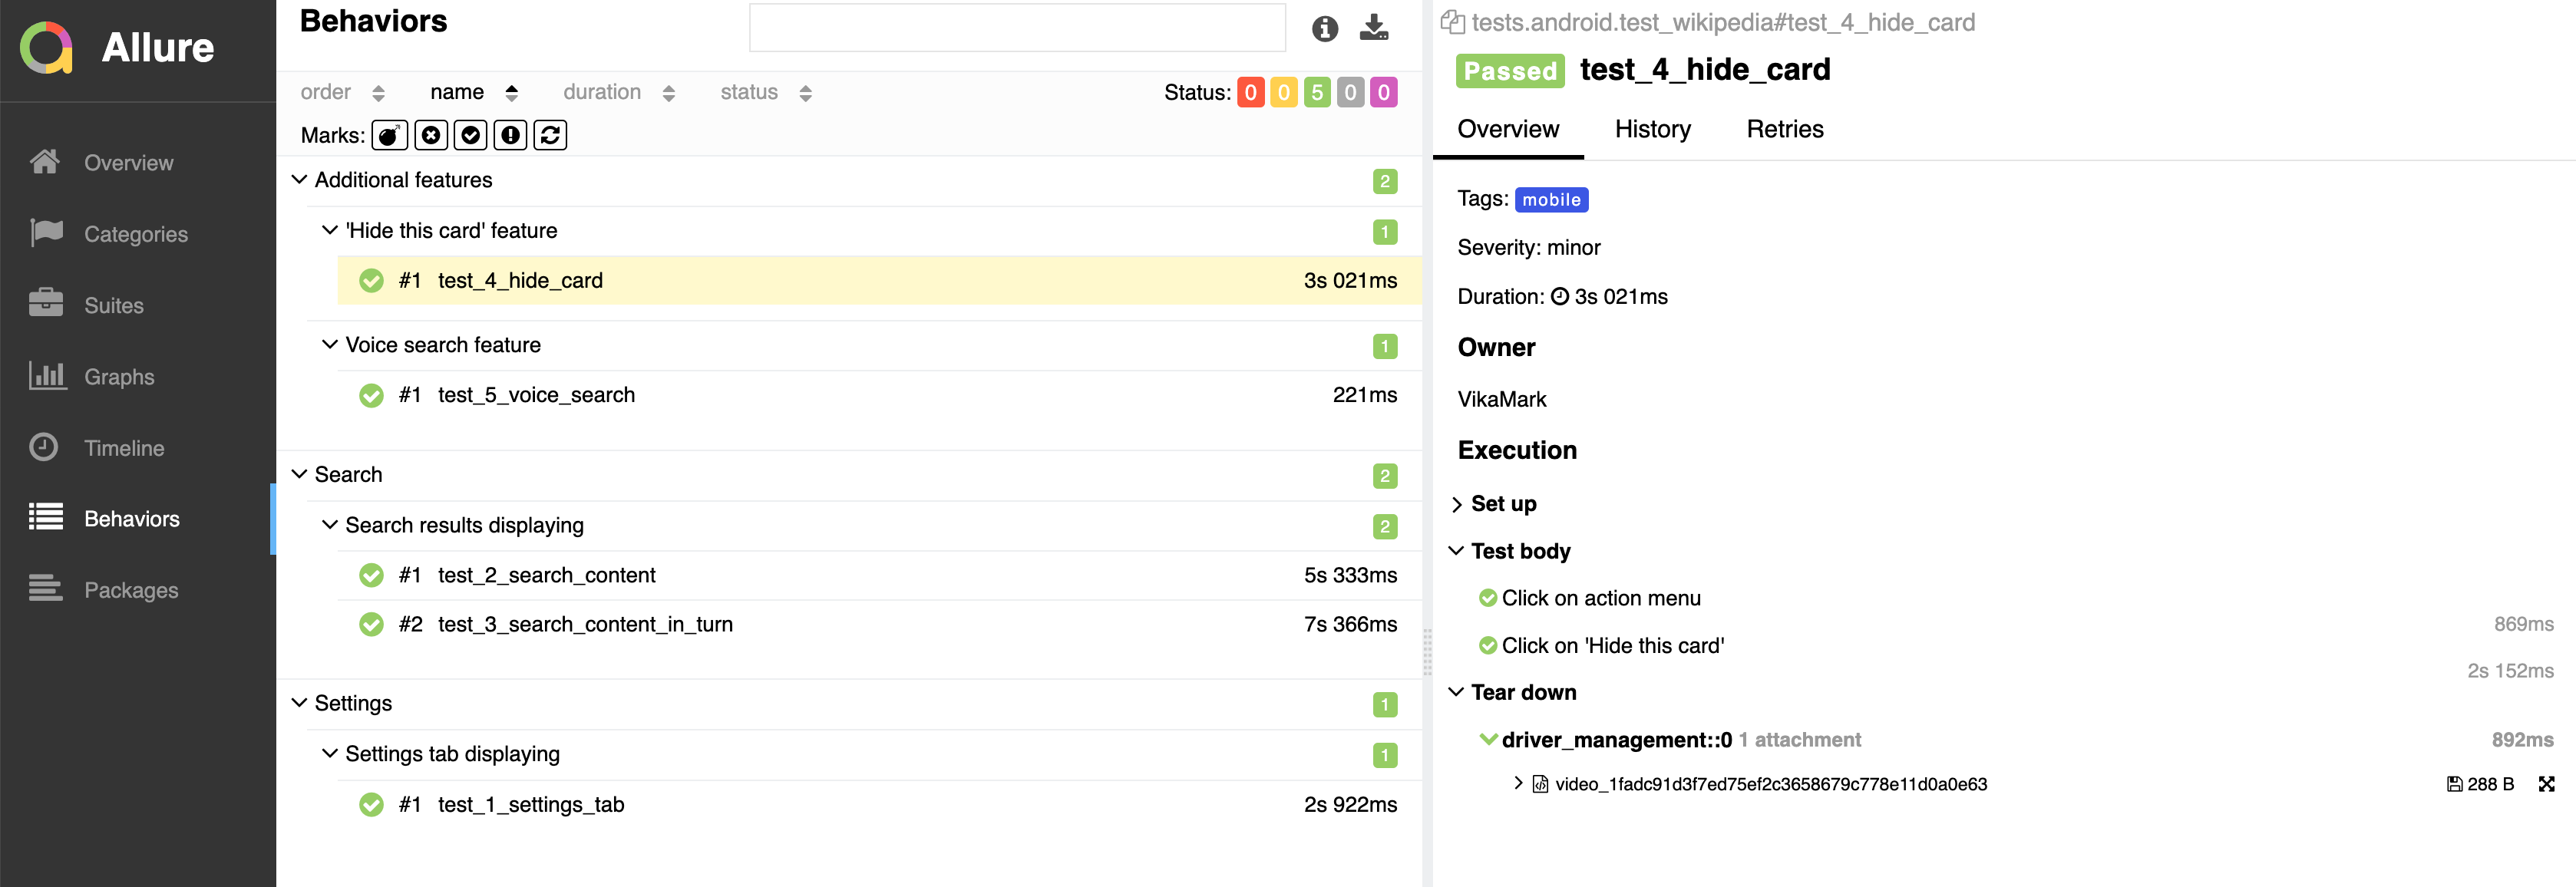 Allure
Overview
Categories
Suites
Graphs
Timeline
Behaviors
Packages
Behaviors
order name duration status Status: 0 0 5 0 0
Marks:
Additional features 2
'Hide this card' feature 1
#1 test_4_hide_card 3s 021ms
Voice search feature 1
#1 test_5_voice_search 221ms
Search 2
Search results displaying 2
#1 test_2_search_content 5s 333ms
#2 test_3_search_content_in_turn 7s 366ms
Settings 1
Settings tab displaying 1
#1 test_1_settings_tab 2s 922ms
tests.android.test_wikipedia#test_4_hide_card
Passed test_4_hide_card
Overview History Retries
Tags: mobile
Severity: minor
Duration: 3s 021ms
Owner
VikaMark
Execution
Set up
Test body
Click on action menu
869ms
Click on 'Hide this card'
2s 152ms
Tear down
driver_management::0 1 attachment 892ms
video_1fadc91d3f7ed75ef2c3658679c778e11d0a0e63 288 B